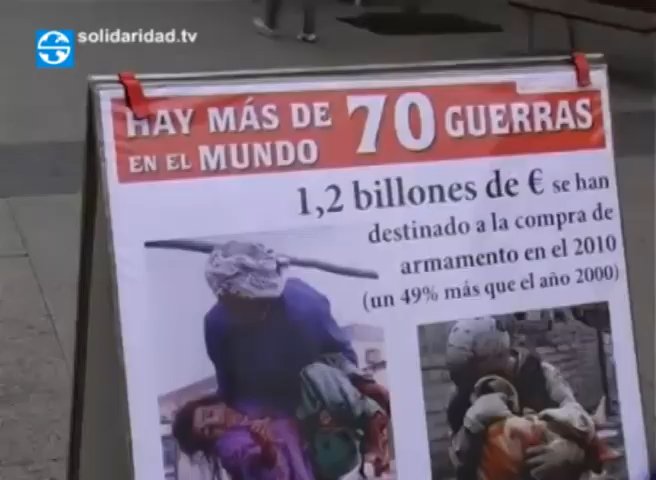 solidaridad.tv
HAY MÁS DE 70 GUERRAS
EN EL MUNDO
1,2 billones de € se han
destinado a la compra de
armamento en el 2010
(un 49% más que el año 2000)